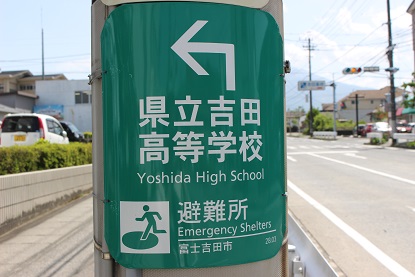 県立吉田
高等学校
Yoshida High School
避難所
Emergency Shelters
富士吉田市